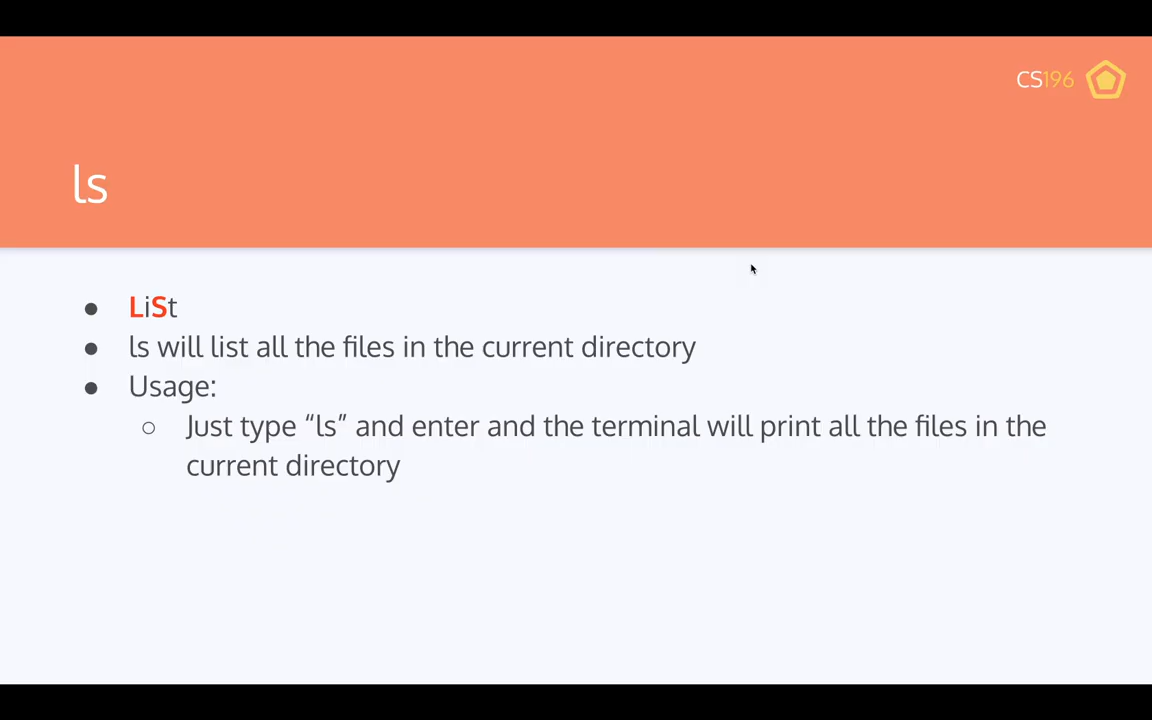 CS196
ls
● LiSt
● ls will list all the files in the current directory
● Usage:
○ Just type “ls” and enter and the terminal will print all the files in the
current directory